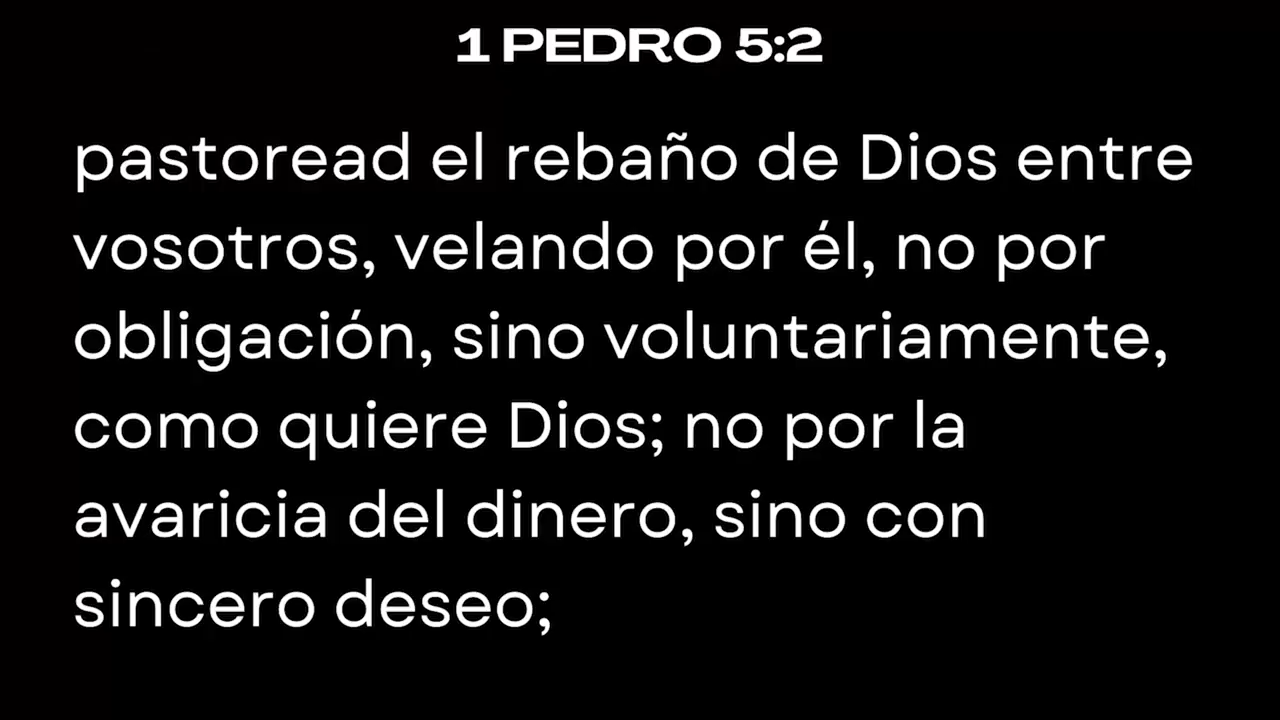 1 PEDRO 5:2
pastoread el rebaño de Dios entre
vosotros, velando por él, no por
obligación, sino voluntariamente,
como quiere Dios; no por la
avaricia del dinero, sino con
sincero deseo;